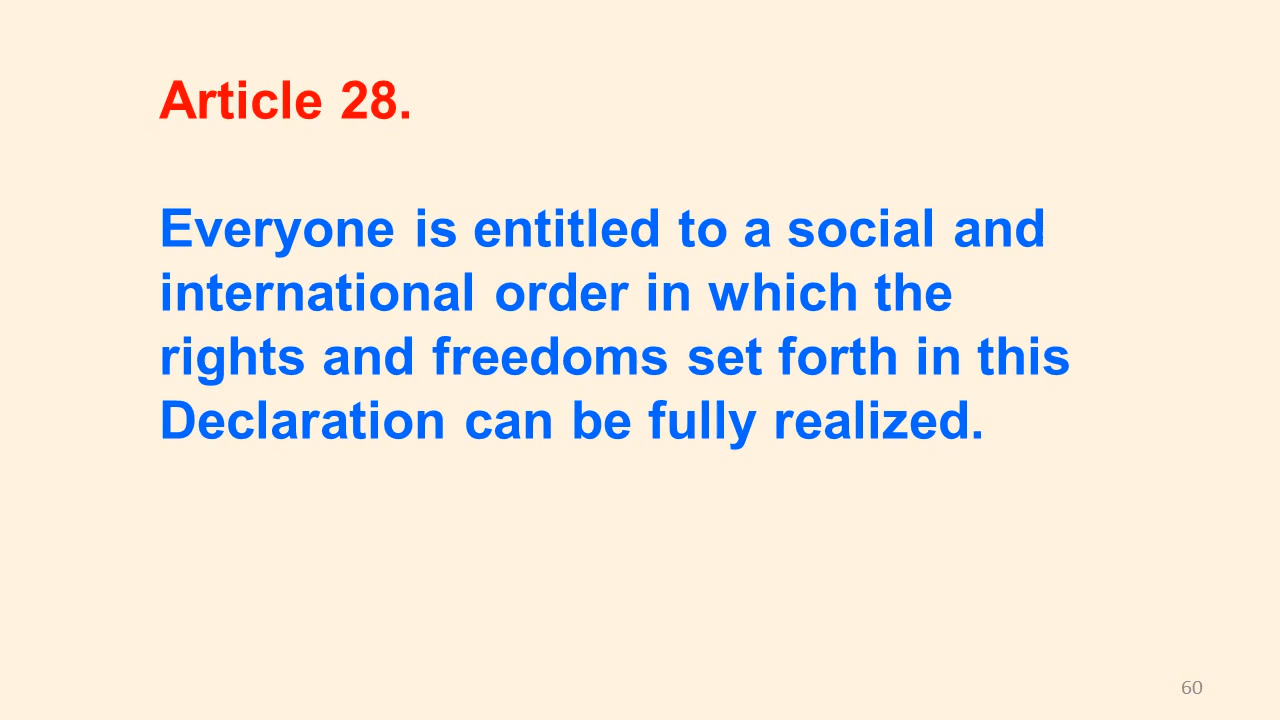 Article 28.
Everyone is entitled to a social and
international order in which the
rights and freedoms set forth in this
Declaration can be fully realized.
60